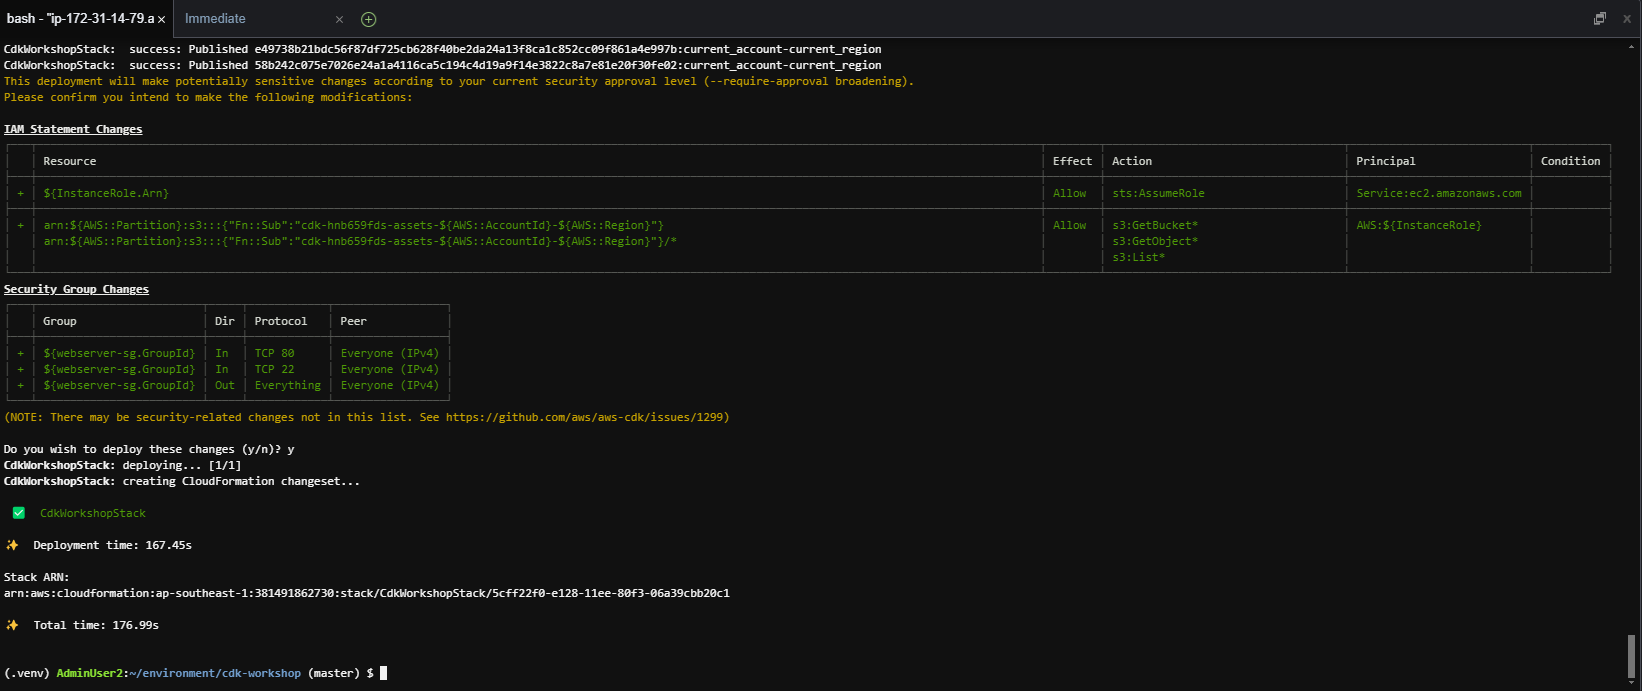 bash - "ip-172-31-14-79.a × Immediate ×
CdkWorkshopStack:  success: Published e49738b21bdc56f87df725cb628f40be2da24a13f8ca1c852cc09f861a4e997b:current_account-current_region
CdkWorkshopStack:  success: Published 58b242c075e7026e24a1a4116ca5c194c4d19a9f14e3822c8a7e81e20f30fe02:current_account-current_region
This deployment will make potentially sensitive changes according to your current security approval level (--require-approval broadening).
Please confirm you intend to make the following modifications:
IAM Statement Changes
Resource Effect Action Principal Condition
+ ${InstanceRole.Arn} Allow sts:AssumeRole Service:ec2.amazonaws.com
+ arn:${AWS::Partition}:s3:::{"Fn::Sub":"cdk-hnb659fds-assets-${AWS::AccountId}-${AWS::Region}"} Allow s3:GetBucket* AWS:${InstanceRole}
arn:${AWS::Partition}:s3:::{"Fn::Sub":"cdk-hnb659fds-assets-${AWS::AccountId}-${AWS::Region}"}/* s3:GetObject*
s3:List*
Security Group Changes
Group Dir Protocol Peer
+ ${webserver-sg.GroupId} In TCP 80 Everyone (IPv4)
+ ${webserver-sg.GroupId} In TCP 22 Everyone (IPv4)
+ ${webserver-sg.GroupId} Out Everything Everyone (IPv4)
(NOTE: There may be security-related changes not in this list. See https://github.com/aws/aws-cdk/issues/1299)
Do you wish to deploy these changes (y/n)? y
CdkWorkshopStack: deploying... [1/1]
CdkWorkshopStack: creating CloudFormation changeset...
✅ CdkWorkshopStack
✨ Deployment time: 167.45s
Stack ARN:
arn:aws:cloudformation:ap-southeast-1:381491862730:stack/CdkWorkshopStack/5cff22f0-e128-11ee-80f3-06a39cbb20c1
✨ Total time: 176.99s
(.venv) AdminUser2:~/environment/cdk-workshop (master) $